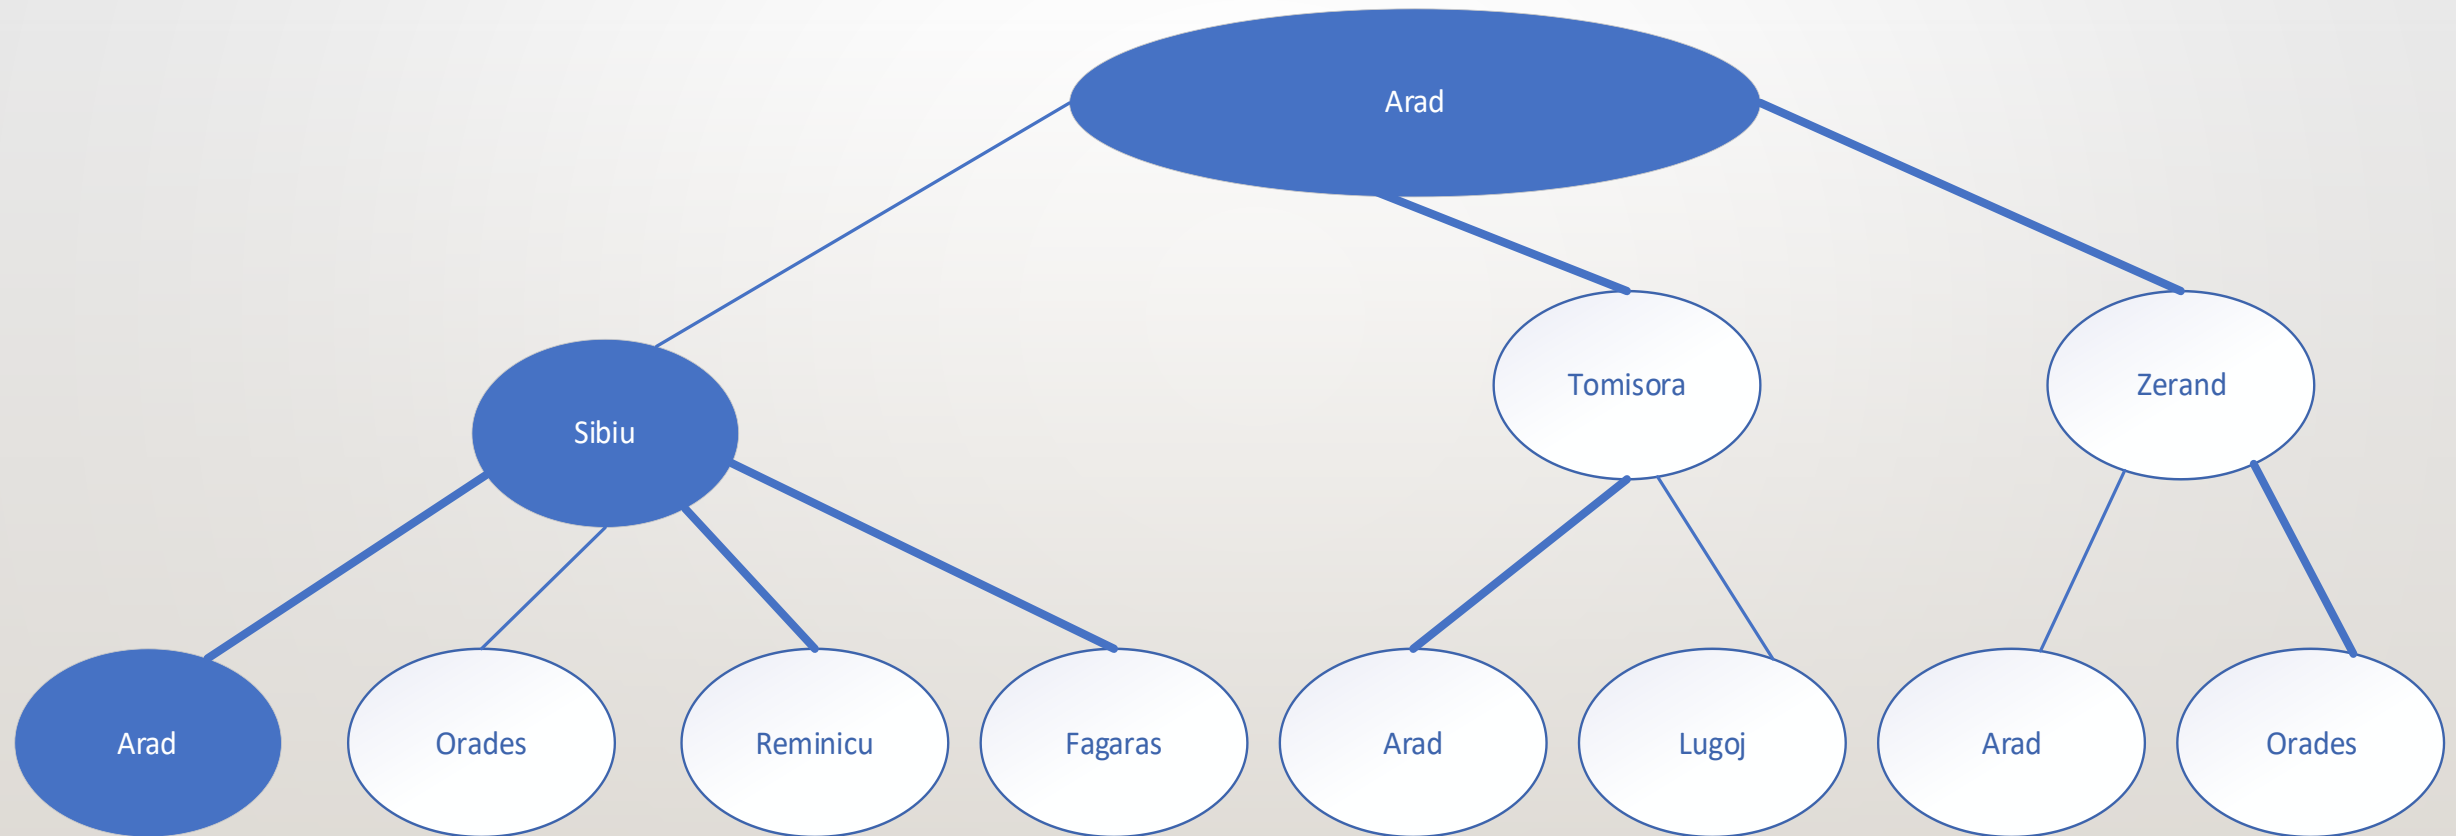 Arad
Tomisora
Zerand
Sibiu
Arad
Orades
Reminicu
Fagaras
Arad
Lugoj
Arad
Orades